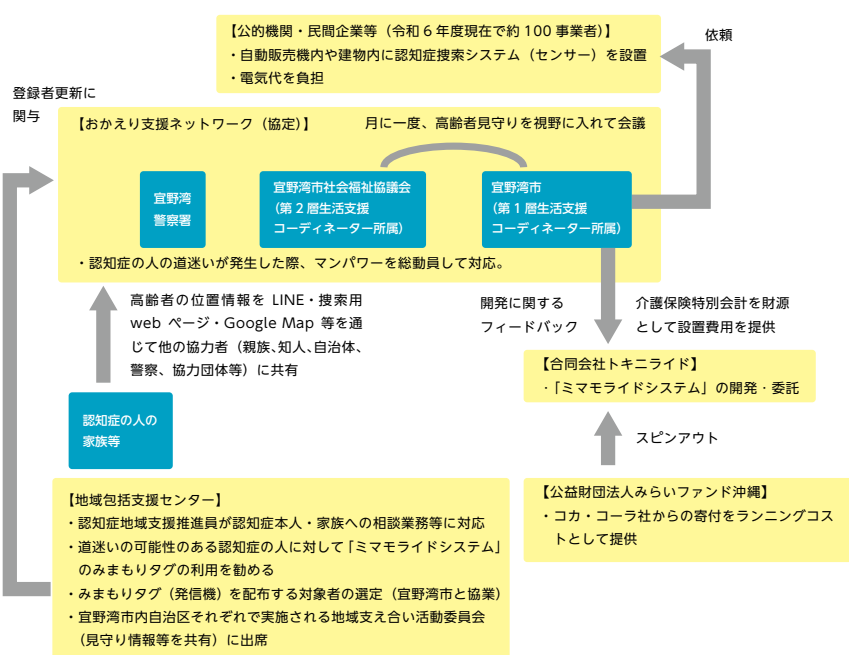 【公的機関・民間企業等（令和６年度現在で約 100 事業者）】
・自動販売機内や建物内に認知症捜索システム（センサー）を設置
・電気代を負担
依頼
登録者更新に
関与
【おかえり支援ネットワーク（協定）】
月に一度、高齢者見守りを視野に入れて会議
宜野湾
警察署
宜野湾市社会福祉協議会
（第２層生活支援
コーディネーター所属）
宜野湾市
（第１層生活支援
コーディネーター所属）
・認知症の人の道迷いが発生した際、マンパワーを総動員して対応。
高齢者の位置情報を LINE・捜索用
web ページ・Google Map 等を通
じて他の協力者（親族、知人、自治体、
警察、協力団体等）に共有
開発に関する
フィードバック
介護保険特別会計を財源
として設置費用を提供
【合同会社トキニライド】
・「ミマモライドシステム」の開発・委託
認知症の人の
家族等
スピンアウト
【地域包括支援センター】
・認知症地域支援推進員が認知症本人・家族への相談業務等に対応
・道迷いの可能性のある認知症の人に対して「ミマモライドシステム」
のみまもりタグの利用を勧める
・みまもりタグ（発信機）を配布する対象者の選定（宜野湾市と協業）
・宜野湾市内自治区それぞれで実施される地域支え合い活動委員会
（見守り情報等を共有）に出席
【公益財団法人みらいファンド沖縄】
・コカ・コーラ社からの寄付をランニングコス
トとして提供